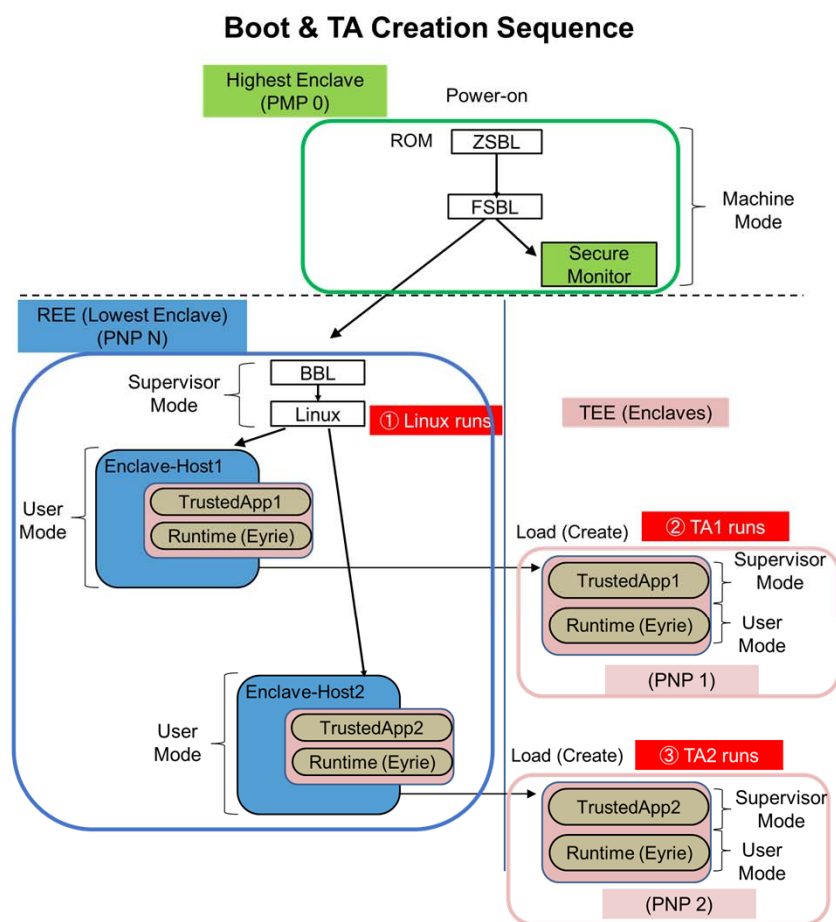 Boot & TA Creation Sequence
Highest Enclave
(PMP 0)
Power-on
ROM
ZSBL
FSBL
Machine
Mode
Secure
Monitor
REE (Lowest Enclave)
(PNP N)
Supervisor
Mode
BBL
Linux
① Linux runs
TEE (Enclaves)
User
Mode
Enclave-Host1
TrustedApp1
Runtime (Eyrie)
Load (Create)
② TA1 runs
TrustedApp1
Supervisor
Mode
Runtime (Eyrie)
User
Mode
(PNP 1)
User
Mode
Enclave-Host2
TrustedApp2
Runtime (Eyrie)
Load (Create)
③ TA2 runs
TrustedApp2
Supervisor
Mode
Runtime (Eyrie)
User
Mode
(PNP 2)